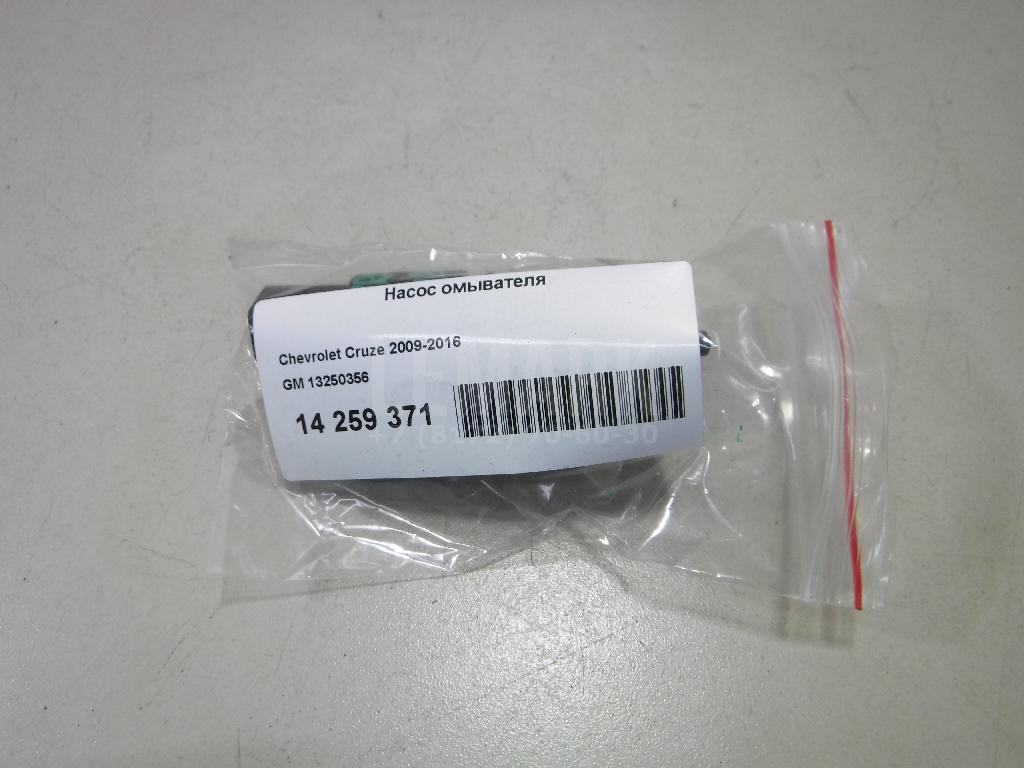 Насос омывателя
Chevrolet Cruze 2009-2016
GM 13250356
14 259 371